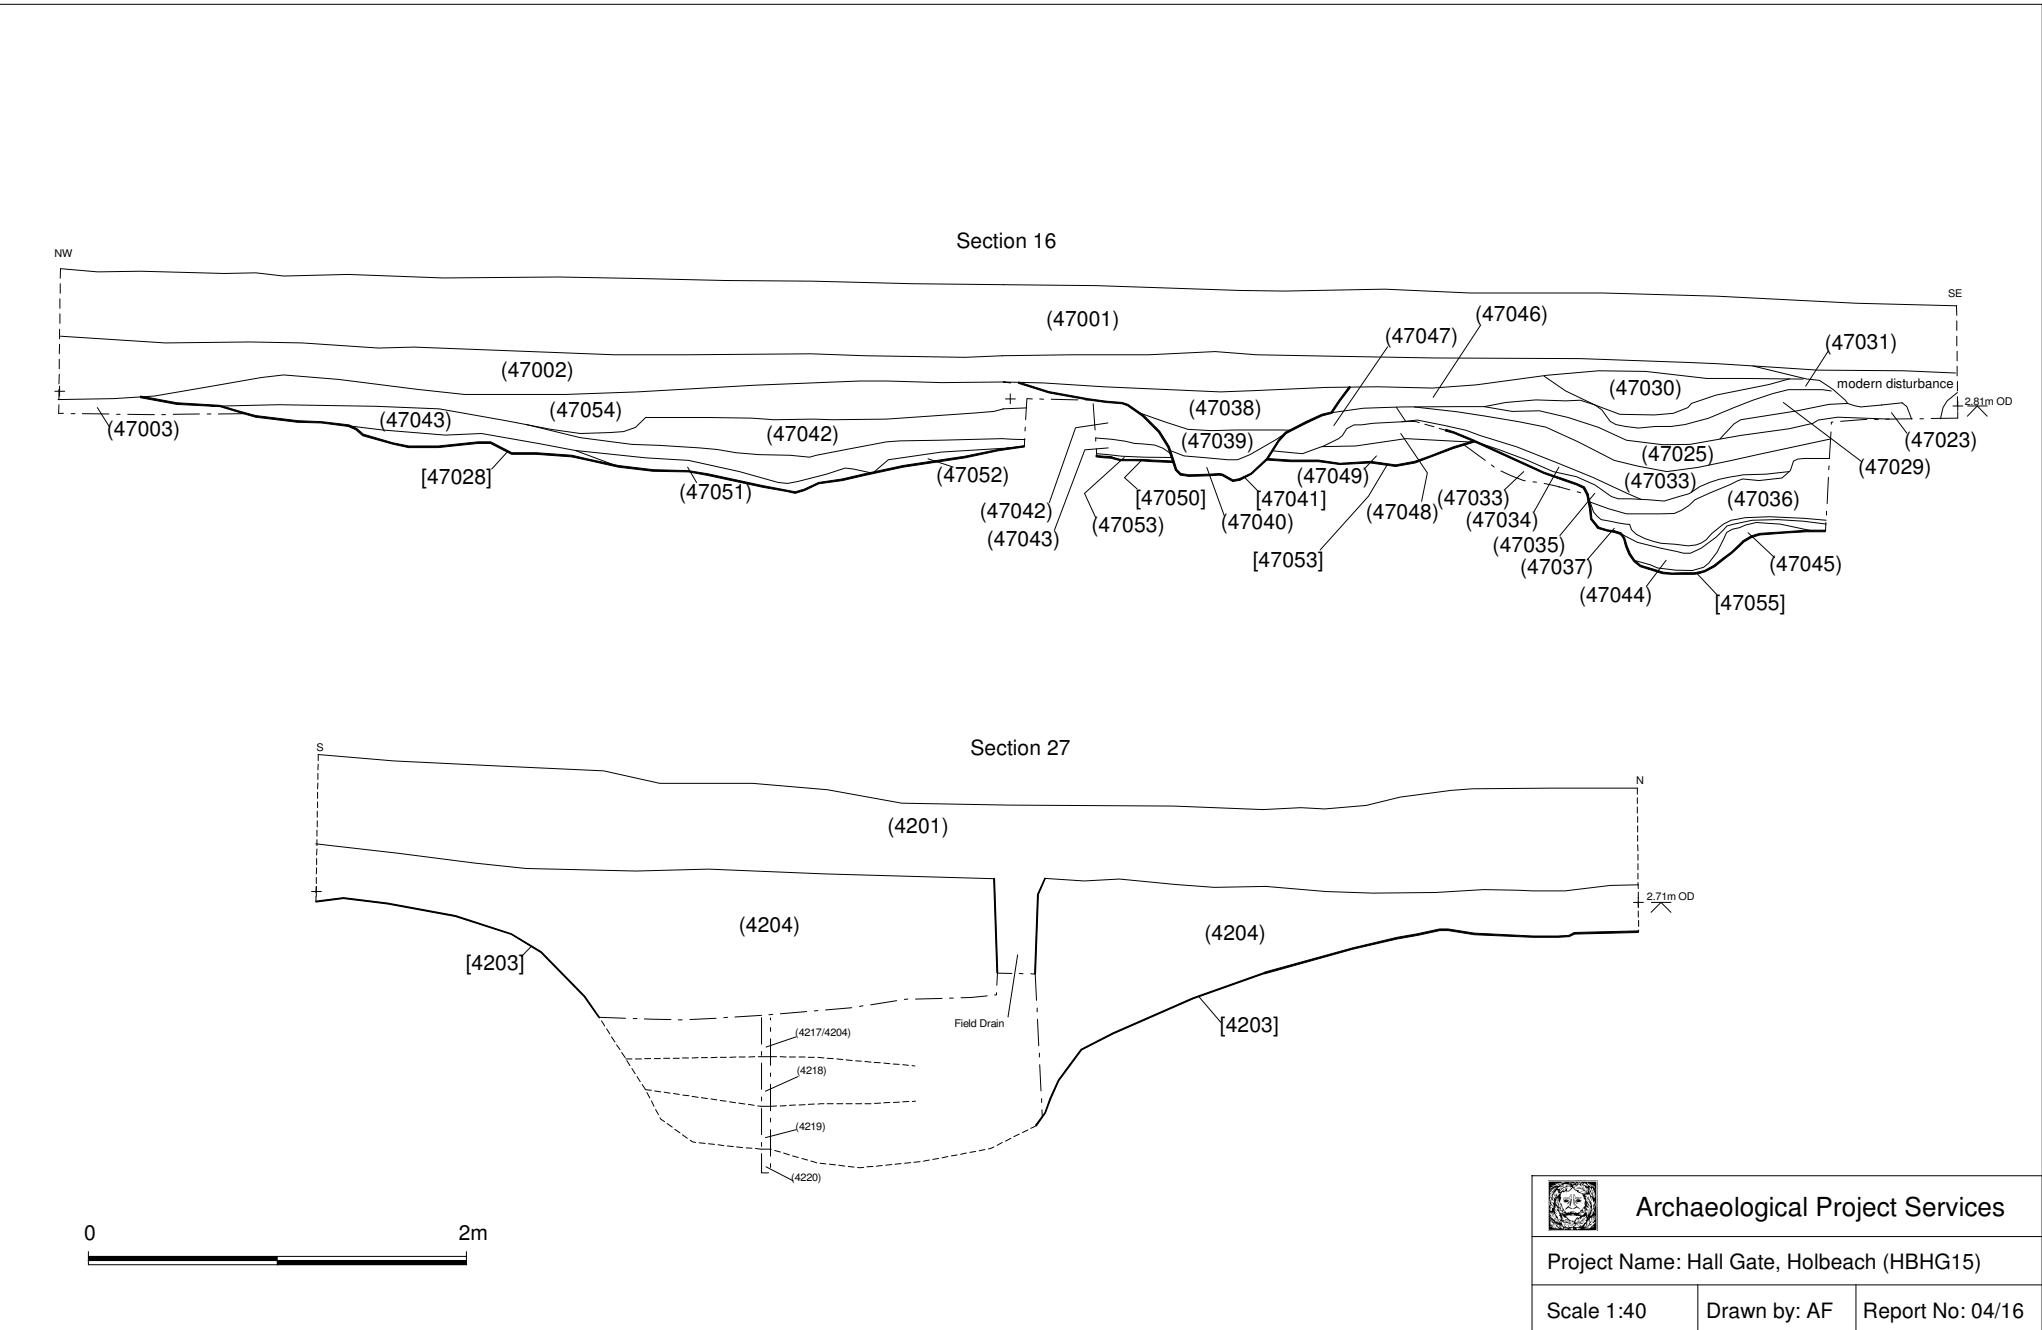 Section 16
NW
SE
(47001)
(47046)
(47047)
(47031)
(47002)
(47030)
modern disturbance
(47054)
(47038)
2.81m OD
(47003)
(47043)
(47042)
(47039)
(47023)
(47025)
(47029)
[47028]
(47051)
(47052)
(47049)
(47033)
(47036)
[47050]
[47041]
(47033)
(47042)
(47053)
(47040)
(47048)
(47034)
(47043)
(47035)
[47053]
(47037)
(47045)
(47044)
[47055]
Section 27
S
N
(4201)
2.71m OD
(4204)
(4204)
[4203]
Field Drain
[4203]
(4217/4204)
(4218)
(4219)
(4220)
0 2m
Archaeological Project Services
Project Name: Hall Gate, Holbeach (HBHG15)
Scale 1:40
Drawn by: AF
Report No: 04/16